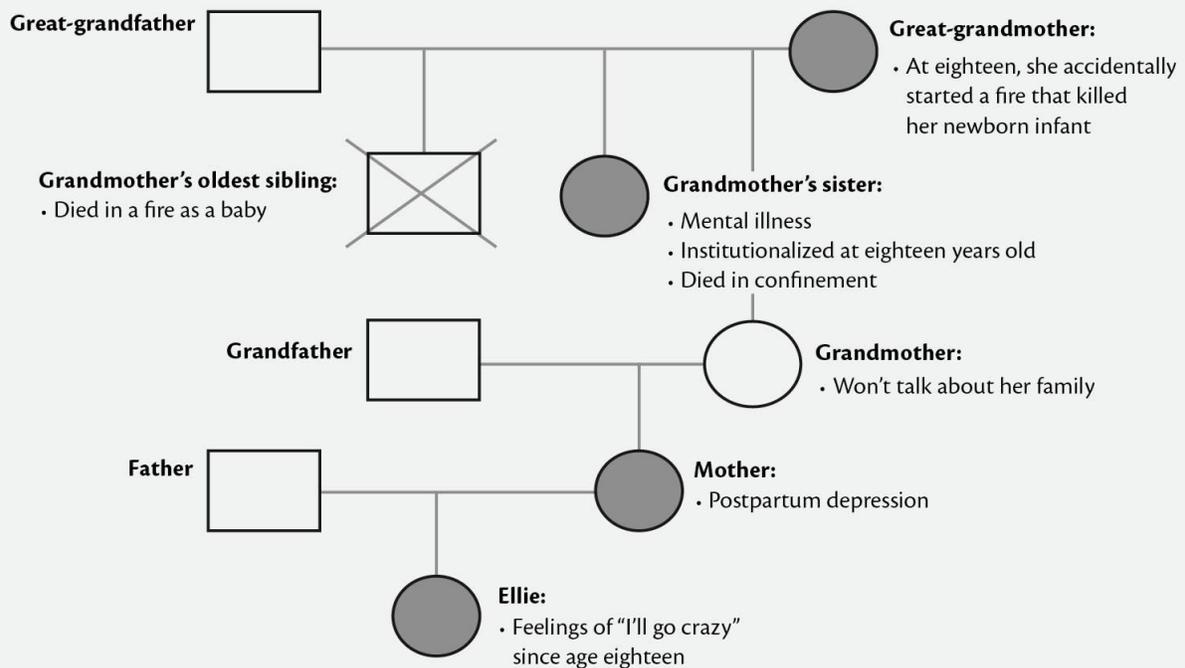 Great-grandfather
Great-grandmother:
• At eighteen, she accidentally
started a fire that killed
her newborn infant
Grandmother’s oldest sibling:
• Died in a fire as a baby
Grandmother’s sister:
• Mental illness
• Institutionalized at eighteen years old
• Died in confinement
Grandfather
Grandmother:
• Won’t talk about her family
Father
Mother:
• Postpartum depression
Ellie:
• Feelings of “I’ll go crazy”
since age eighteen